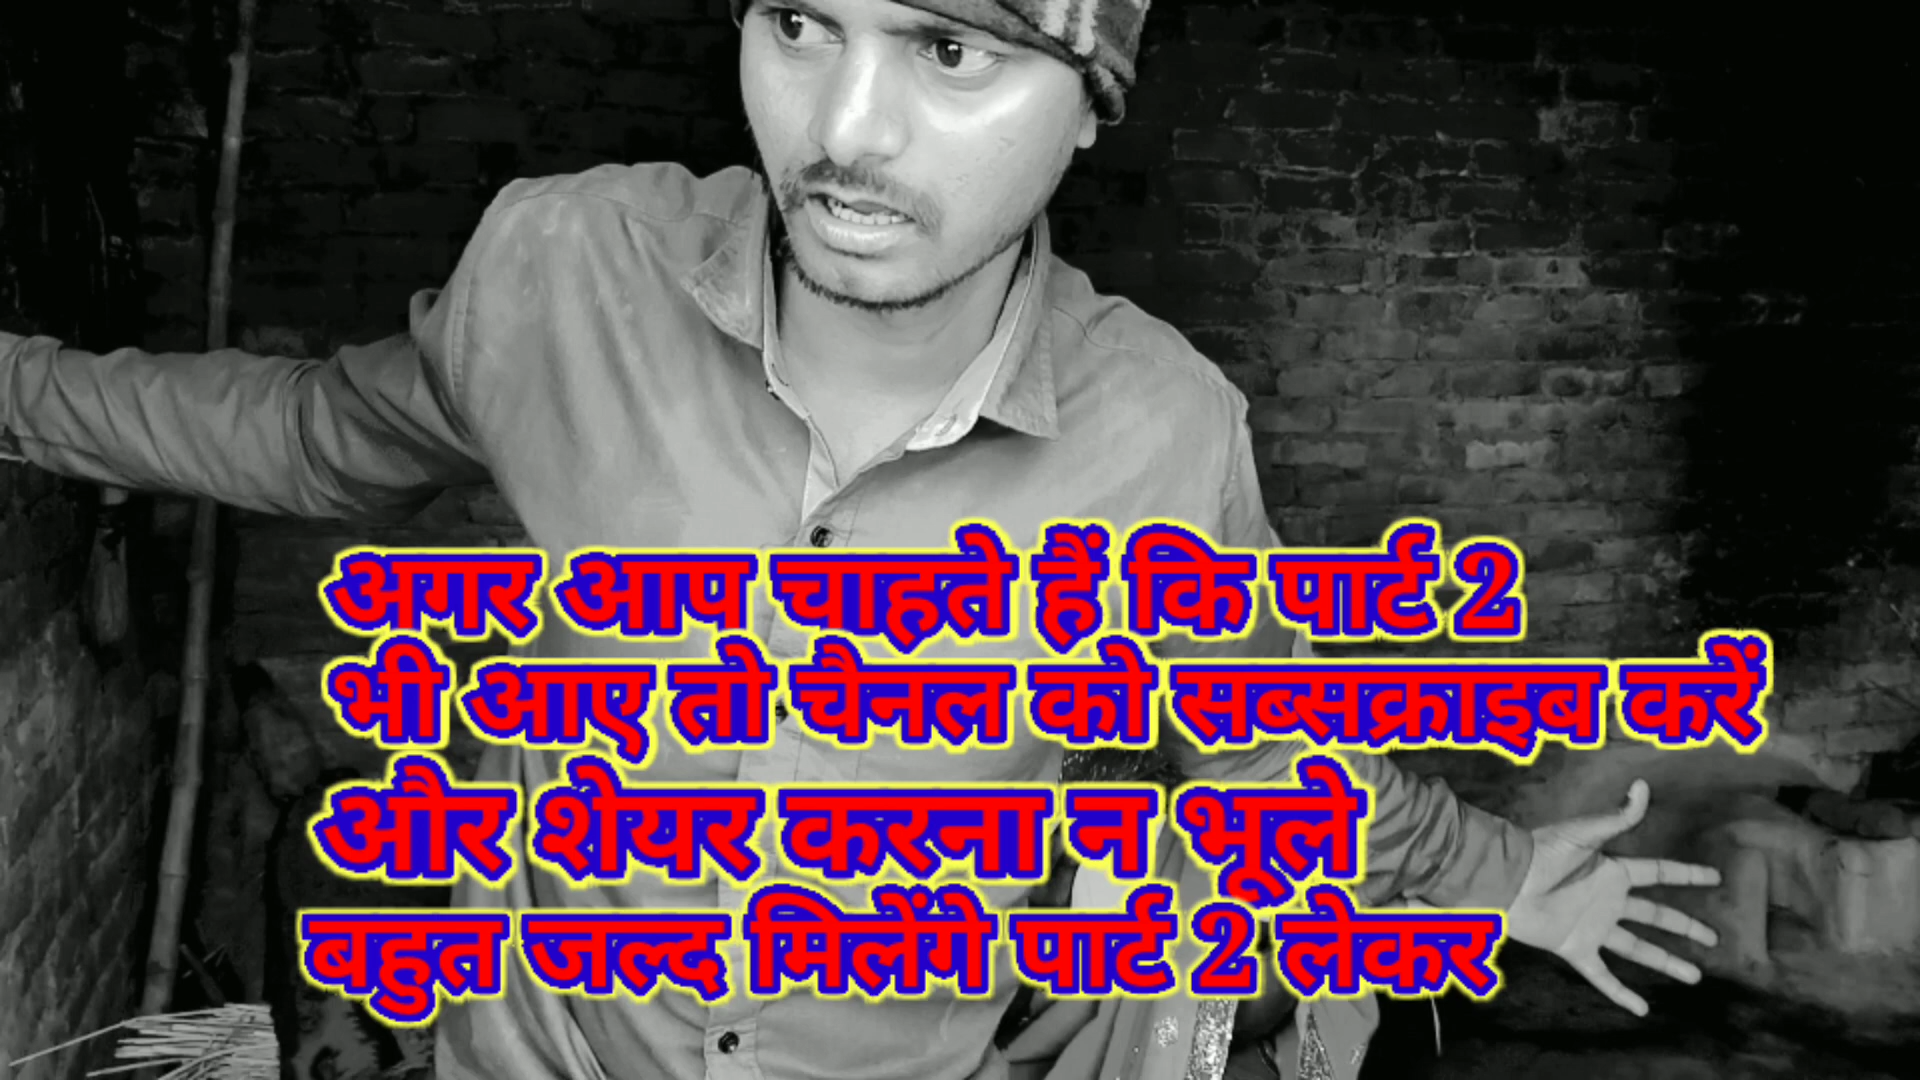 अगर आप चाहते हैं कि पार्ट 2
भी आए तो चैनल को सब्सक्राइब करें
और शेयर करना न भूले
बहुत जल्द मिलेंगे पार्ट 2 लेकर